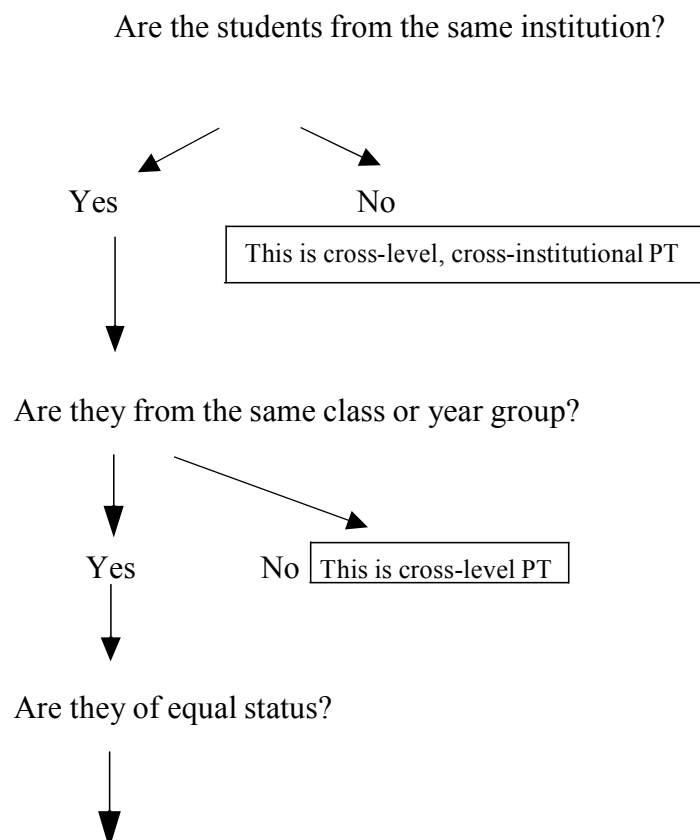 Are the students from the same institution?
Yes
No
This is cross-level, cross-institutional PT
Are they from the same class or year group?
Yes
No
This is cross-level PT
Are they of equal status?